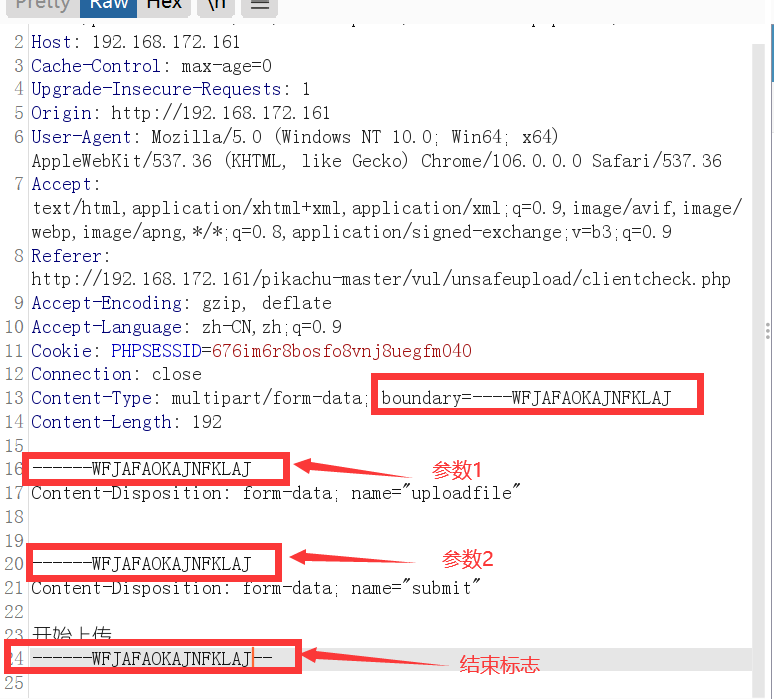 Pretty Raw Hex \n
2 Host: 192.168.172.161
3 Cache-Control: max-age=0
4 Upgrade-Insecure-Requests: 1
5 Origin: http://192.168.172.161
6 User-Agent: Mozilla/5.0 (Windows NT 10.0; Win64; x64)
AppleWebKit/537.36 (KHTML, like Gecko) Chrome/106.0.0.0 Safari/537.36
7 Accept:
text/html,application/xhtml+xml,application/xml;q=0.9,image/avif,image/
webp,image/apng,*/*;q=0.8,application/signed-exchange;v=b3;q=0.9
8 Referer:
http://192.168.172.161/pikachu-master/vul/unsafeupload/clientcheck.php
9 Accept-Encoding: gzip, deflate
10 Accept-Language: zh-CN,zh;q=0.9
11 Cookie: PHPSESSID=676im6r8bosfo8vnj8uegfm040
12 Connection: close
13 Content-Type: multipart/form-data; boundary=----WFJAFAOKAJNFKLAJ
14 Content-Length: 192
15
16 ------WFJAFAOKAJNFKLAJ 参数1
17 Content-Disposition: form-data; name="uploadfile"
18
19
20 ------WFJAFAOKAJNFKLAJ 参数2
21 Content-Disposition: form-data; name="submit"
22
23 开始上传
24 ------WFJAFAOKAJNFKLAJ-- 结束标志
25